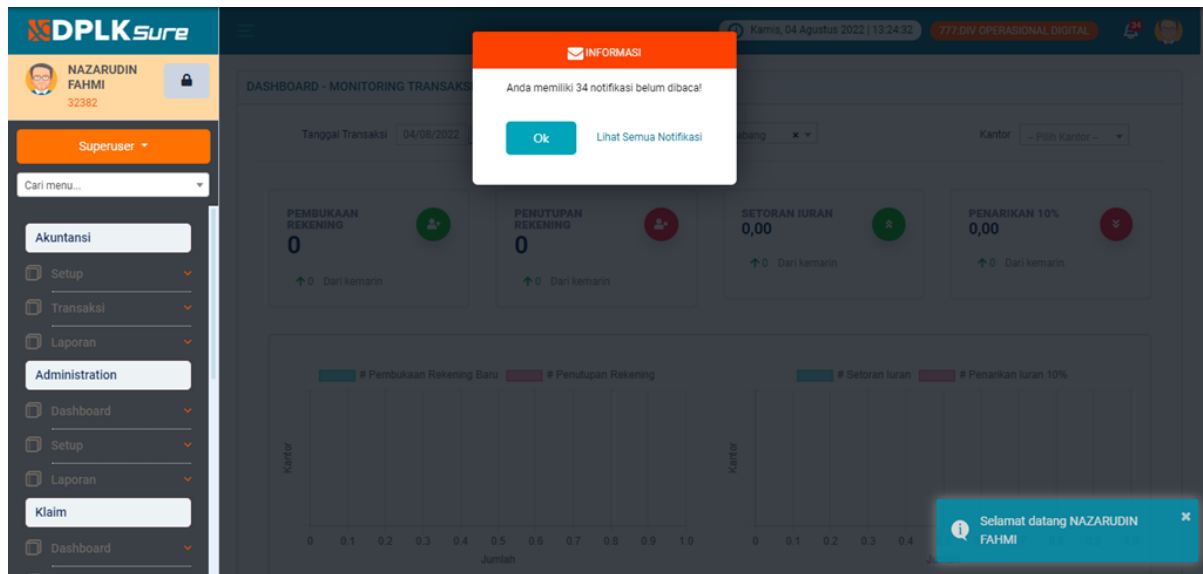 DPLKSure
NAZARUDIN
FAHMI
32382
Superuser
Cari menu...
Akuntansi
Setup
Transaksi
Laporan
Administration
Dashboard
Setup
Laporan
Klaim
Dashboard
Kamis, 04 Agustus 2022 | 13:24:32
777:DIV OPERASIONAL DIGITAL
34
INFORMASI
Anda memiliki 34 notifikasi belum dibaca!
Ok Lihat Semua Notifikasi
DASHBOARD - MONITORING TRANSAKS
Tanggal Transaksi 04/08/2022 abang Kantor -- Pilih Kantor --
PEMBUKAAN
REKENING
0
0 Dari kemarin
PENUTUPAN
REKENING
0
0 Dari kemarin
SETORAN IURAN
0,00
0 Dari kemarin
PENARIKAN 10%
0,00
0 Dari kemarin
# Pembukaan Rekening Baru # Penutupan Rekening
Kantor
0 0.1 0.2 0.3 0.4 0.5 0.6 0.7 0.8 0.9 1.0
Jumlah
# Setoran Iuran # Penarikan Iuran 10%
Kantor
0 0.1 0.2 0.3 0.4
Selamat datang NAZARUDIN
FAHMI